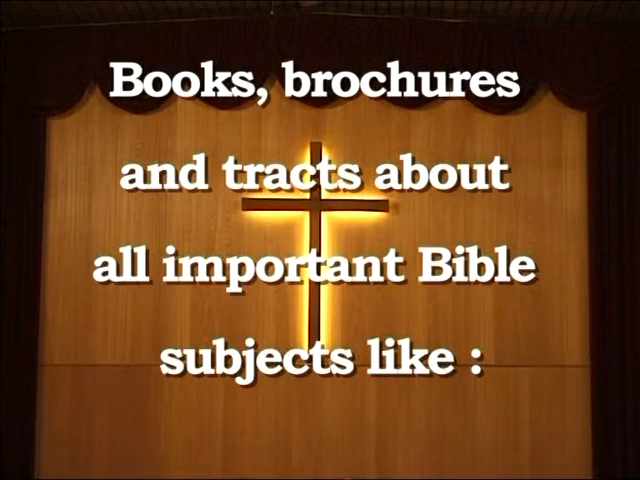 Books, brochures
and tracts about
all important Bible
subjects like :